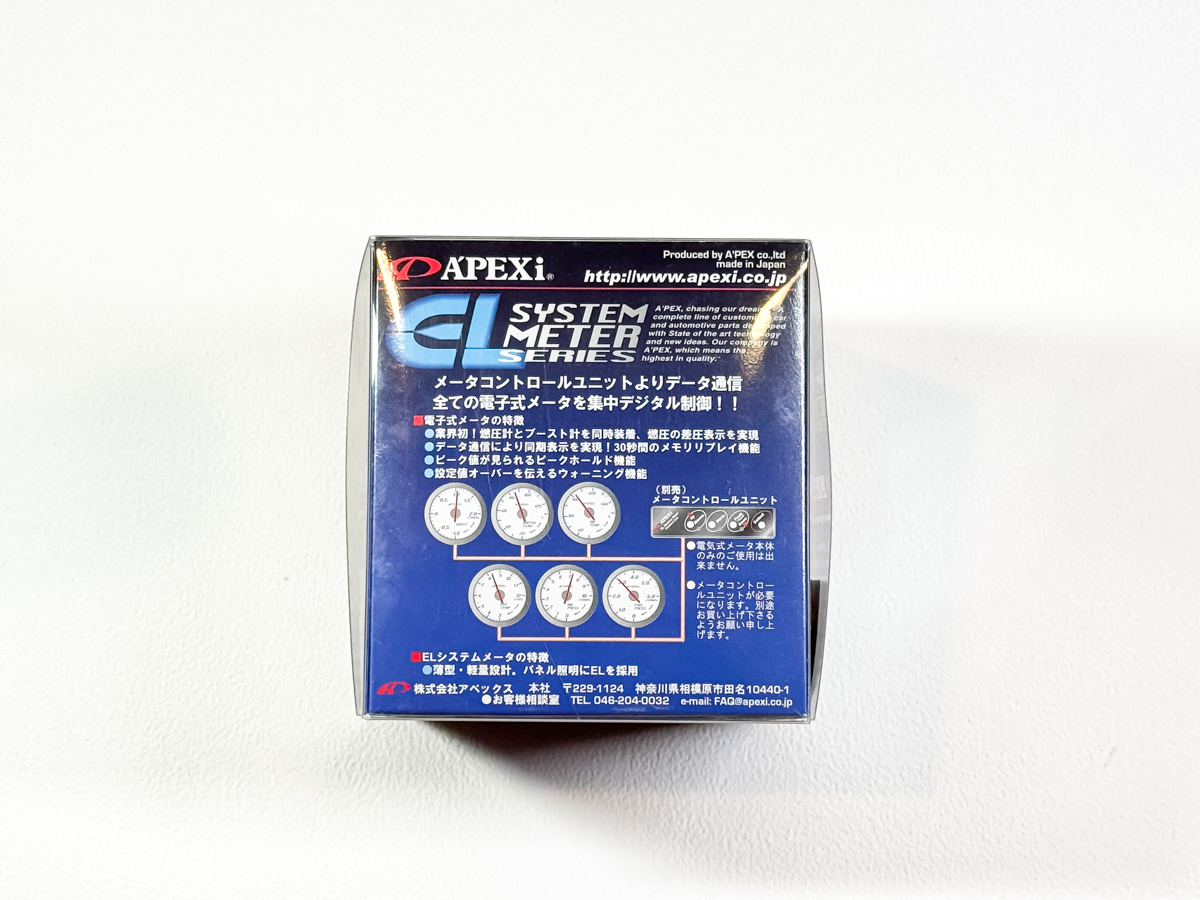 A'PEXi®
Produced by A'PEX co.,ltd
made in Japan
http://www.apexi.co.jp
EL SYSTEM
METER
SERIES
A'PEX, chasing our dreams. A
complete line of custom car
and automotive parts developed
with State of the art technology
and new ideas. Our company is
A'PEX, which means the
highest in quality."
メータコントロールユニットよりデータ通信
全ての電子式メータを集中デジタル制御!!
■電子式メータの特徴
●業界初!燃圧計とブースト計を同時装着、燃圧の差圧表示を実現
●データ通信により同期表示を実現!30秒間のメモリリプレイ機能
●ピーク値が見られるピークホールド機能
●設定値オーバーを伝えるウォーニング機能
(別売)
メータコントロールユニット
●電気式メータ本体
のみのご使用は出
来ません。
●メータコントロー
ルユニットが必要
になります。別途
お買い上げ下さる
ようお願い申し上
げます。
■ELシステムメータの特徴
●薄型・軽量設計。パネル照明にELを採用
株式会社アペックス 本社 〒229-1124 神奈川県相模原市田名10440-1
●お客様相談室 TEL 046-204-0032 e-mail: FAQ@apexi.co.jp